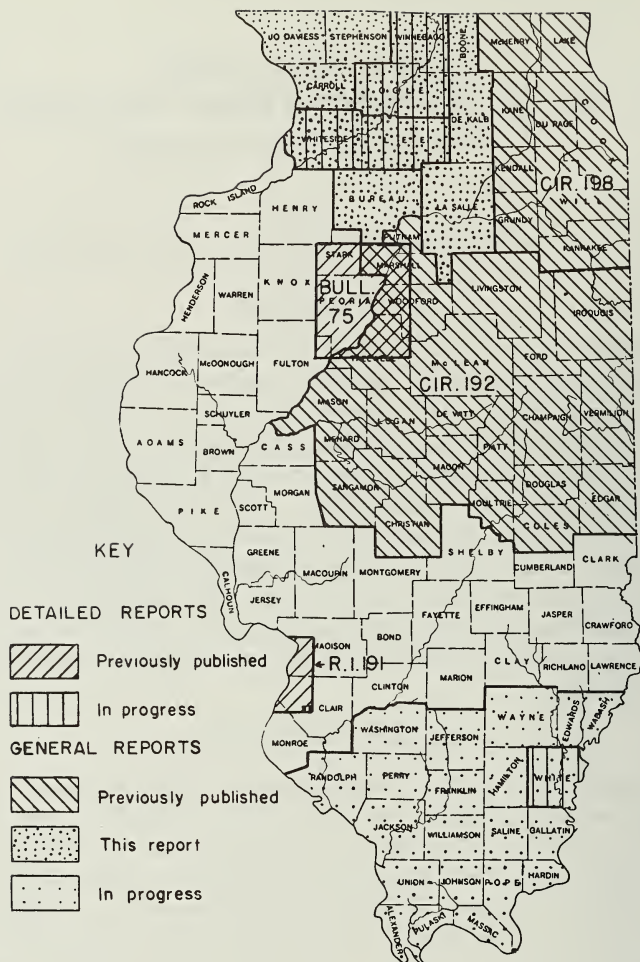 JO DAVIESS STEPHENSON WINNEBAGO BOONE McHENRY LAKE
CARROLL OGLE DE KALB KANE DU PAGE COOK
WHITESIDE LEE KENDALL CIR. 198
ROCK ISLAND HENRY BUREAU LA SALLE GRUNDY WILL
MERCER PUTNAM KANKAKEE
STARK MARSHALL
HENDERSON WARREN KNOX BULL. PEORIA 75 WOODFORD LIVINGSTON IROQUOIS
HANCOCK McDONOUGH FULTON TAZEWELL McLEAN FORD
CIR. 192
SCHUYLER MASON LOGAN DE WITT CHAMPAIGN VERMILION
ADAMS BROWN CASS MENARD MACON PIATT
SANGAMON DOUGLAS EDGAR
PIKE SCOTT MORGAN CHRISTIAN MOULTRIE COLES
KEY
GREENE SHELBY CUMBERLAND CLARK
CALHOUN JERSEY MACOUPIN MONTGOMERY
DETAILED REPORTS
FAYETTE EFFINGHAM JASPER CRAWFORD
MADISON BOND
Previously published
R.I. 191
CLAY RICHLAND LAWRENCE
CLINTON MARION
In progress
CLAIR WAYNE EDWARDS WABASH
GENERAL REPORTS
MONROE WASHINGTON JEFFERSON
RANDOLPH PERRY HAMILTON WHITE
Previously published
FRANKLIN
JACKSON WILLIAMSON SALINE GALLATIN
This report
UNION JOHNSON POPE HARDIN
In progress
ALEXANDER PULASKI MASSAC